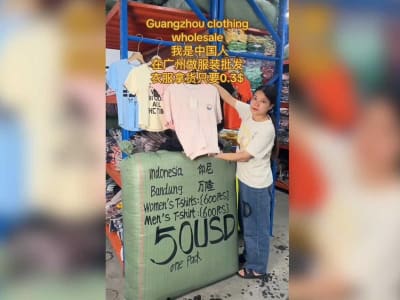 Guangzhou clothing
wholesale
我是中国人
在广州做服装批发
衣服拿货只要0.3$
Indonesia 印尼
Bandung 万隆
Women's T-shirts:(600PCS)
Men's T-shirt:(600PCS)
50USD
one Pack